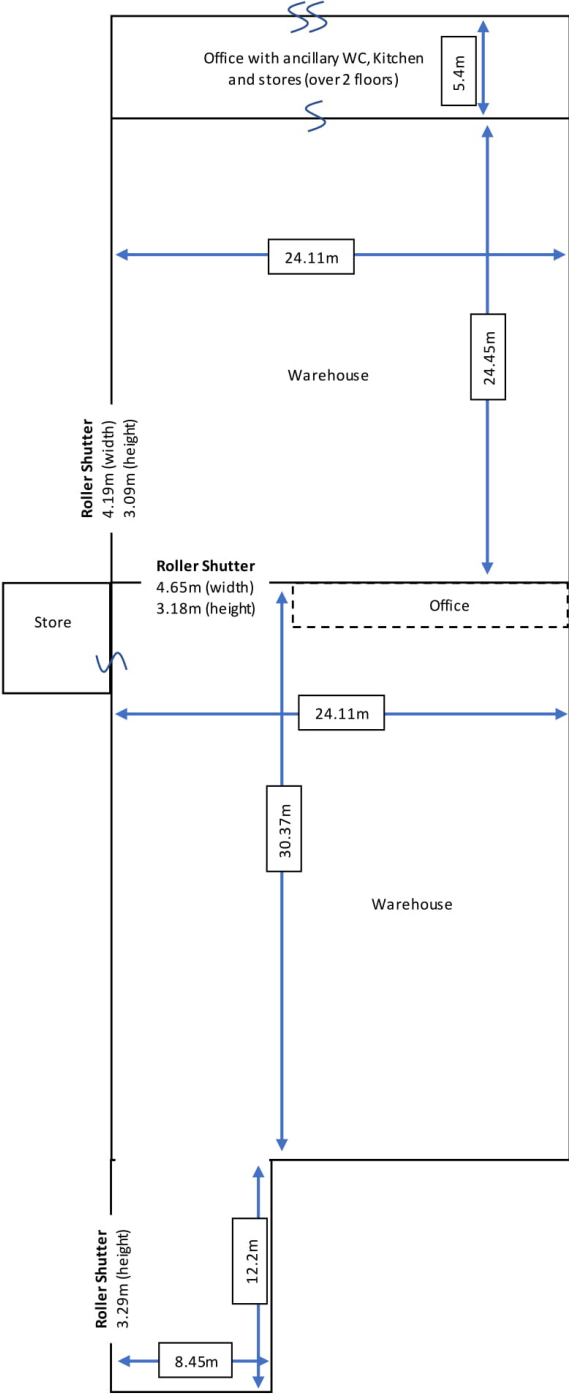 Office with ancillary WC, Kitchen
and stores (over 2 floors)
5.4m
24.11m
24.45m
Warehouse
Roller Shutter
4.19m (width)
3.09m (height)
Roller Shutter
4.65m (width)
3.18m (height)
Office
Store
24.11m
30.37m
Warehouse
Roller Shutter
3.29m (height)
12.2m
8.45m